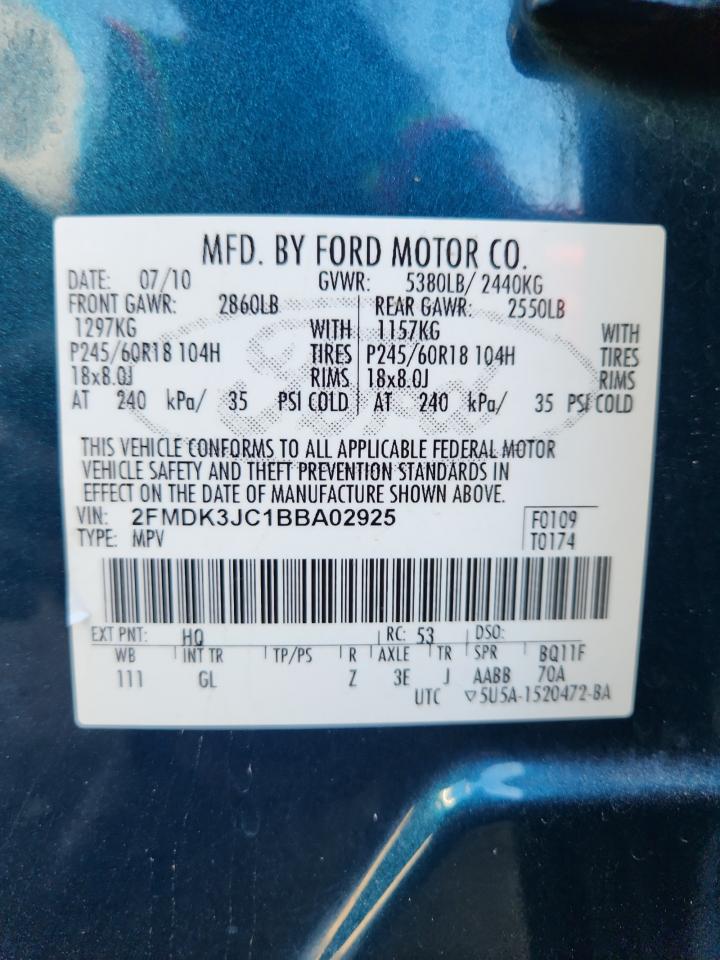 MFD. BY FORD MOTOR CO.
DATE: 07/10 GVWR: 5380LB/ 2440KG
FRONT GAWR: 2860LB REAR GAWR: 2550LB
1297KG WITH 1157KG WITH
P245/60R18 104H TIRES P245/60R18 104H TIRES
18x8.0J RIMS 18x8.0J RIMS
AT 240 kPa/ 35 PSI COLD AT 240 kPa/ 35 PSI COLD
Ford
THIS VEHICLE CONFORMS TO ALL APPLICABLE FEDERAL MOTOR
VEHICLE SAFETY AND THEFT PREVENTION STANDARDS IN
EFFECT ON THE DATE OF MANUFACTURE SHOWN ABOVE.
VIN: 2FMDK3JC1BBA02925 F0109
TYPE: MPV T0174
EXT PNT: HQ RC: 53 DSO:
WB INT TR TP/PS R AXLE TR SPR BQ11F
111 GL Z 3E J AABB 70A
UTC ▽5U5A-1520472-BA